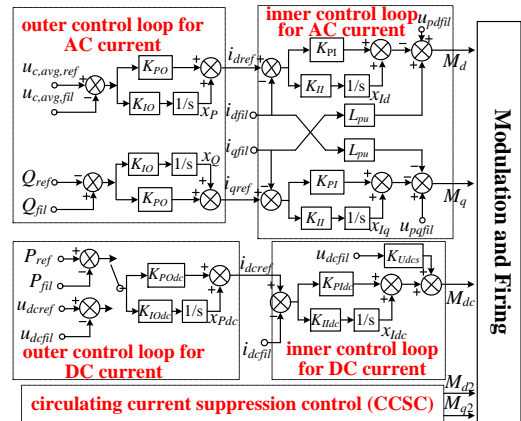 outer control loop for
AC current
u_{c,avg,ref}
u_{c,avg,fil}
+
-
K_{PO}
K_{IO}
1/s
x_P
+
+
i_{dref}
i_{dfil}
i_{qfil}
i_{qref}
Q_{ref}
Q_{fil}
-
+
K_{IO}
1/s
x_Q
K_{PO}
+
+
inner control loop
for AC current
u_{pdfil}
+
-
K_{PI}
K_{II}
1/s
x_{Id}
+
+
-
+
+
M_d
L_{pu}
L_{pu}
-
+
K_{PI}
K_{II}
1/s
x_{Iq}
+
+
-
-
+
M_q
u_{pqfil}
P_{ref}
P_{fil}
+
-
u_{dcref}
u_{dcfil}
+
-
K_{POdc}
K_{IOdc}
1/s
x_{Pdc}
+
+
i_{dcref}
i_{dcfil}
outer control loop for
DC current
u_{dcfil}
K_{Udcs}
+
-
K_{PIdc}
K_{IIdc}
1/s
x_{Idc}
+
+
+
+
M_{dc}
inner control loop
for DC current
circulating current suppression control (CCSC)
M_{d2}
M_{q2}
Modulation and Firing